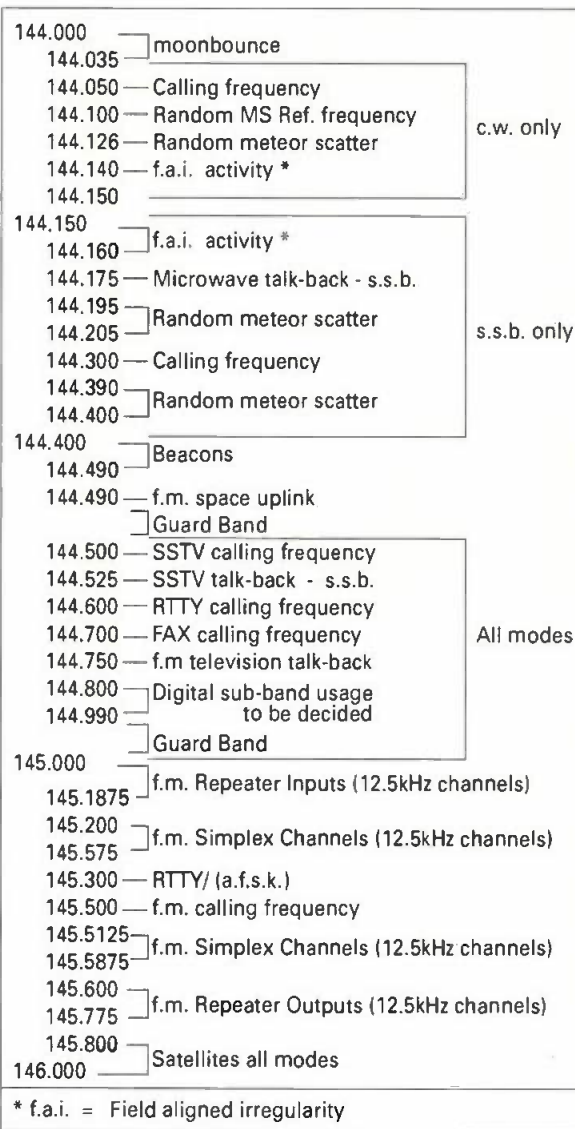 144.000
moonbounce
144.035
144.050 — Calling frequency
144.100 — Random MS Ref. frequency
c.w. only
144.126 — Random meteor scatter
144.140 — f.a.i. activity *
144.150
144.150
f.a.i. activity *
144.160
144.175 — Microwave talk-back - s.s.b.
144.195
Random meteor scatter
144.205
s.s.b. only
144.300 — Calling frequency
144.390
Random meteor scatter
144.400
144.400
Beacons
144.490
144.490 — f.m. space uplink
Guard Band
144.500 — SSTV calling frequency
144.525 — SSTV talk-back - s.s.b.
144.600 — RTTY calling frequency
144.700 — FAX calling frequency
All modes
144.750 — f.m television talk-back
144.800
Digital sub-band usage
144.990
to be decided
Guard Band
145.000
f.m. Repeater Inputs (12.5kHz channels)
145.1875
145.200
f.m. Simplex Channels (12.5kHz channels)
145.575
145.300 — RTTY/ (a.f.s.k.)
145.500 — f.m. calling frequency
145.5125
f.m. Simplex Channels (12.5kHz channels)
145.5875
145.600
f.m. Repeater Outputs (12.5kHz channels)
145.775
145.800
Satellites all modes
146.000
* f.a.i. = Field aligned irregularity